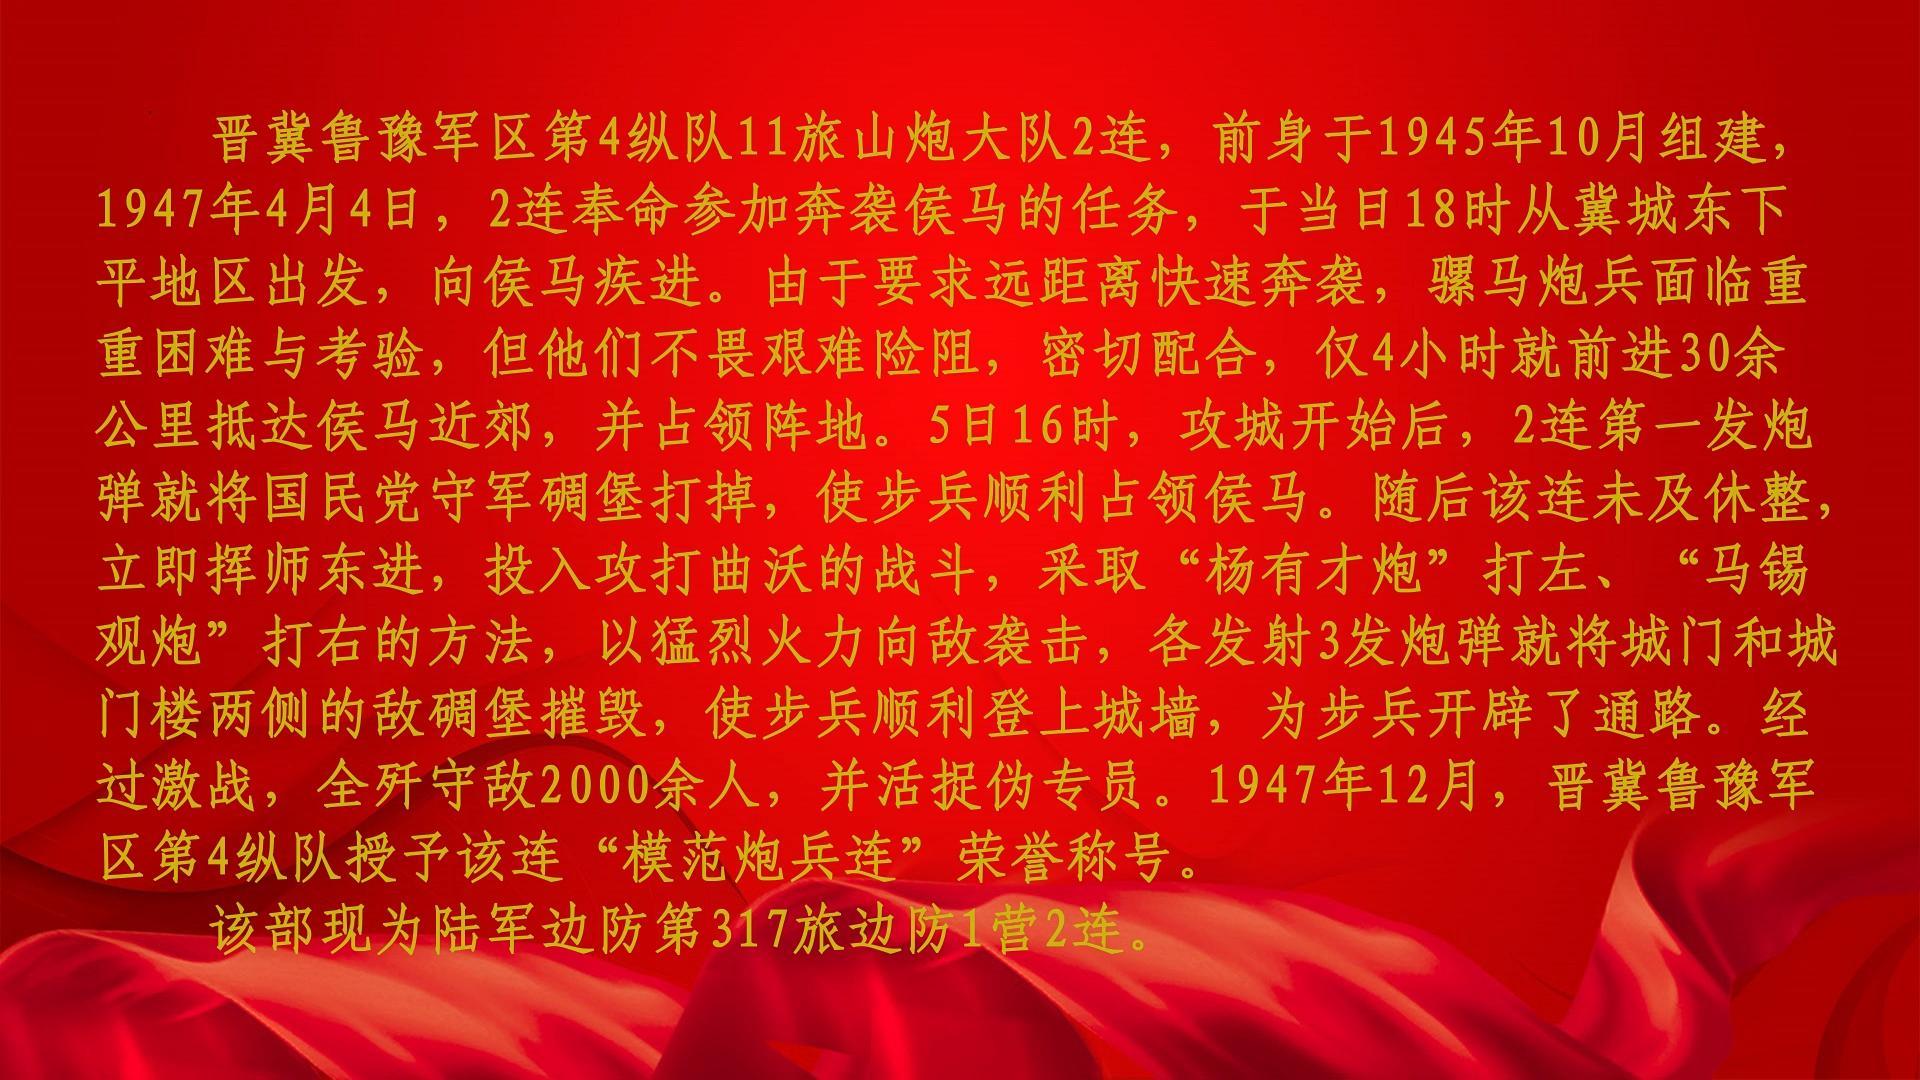 晋冀鲁豫军区第4纵队11旅山炮大队2连，前身于1945年10月组建，
1947年4月4日，2连奉命参加奔袭侯马的任务，于当日18时从冀城东下
平地区出发，向侯马疾进。由于要求远距离快速奔袭，骡马炮兵面临重
重困难与考验，但他们不畏艰难险阻，密切配合，仅4小时就前进30余
公里抵达侯马近郊，并占领阵地。5日16时，攻城开始后，2连第一发炮
弹就将国民党守军碉堡打掉，使步兵顺利占领侯马。随后该连未及休整，
立即挥师东进，投入攻打曲沃的战斗，采取“杨有才炮”打左、“马锡
观炮”打右的方法，以猛烈火力向敌袭击，各发射3发炮弹就将城门和城
门楼两侧的敌碉堡摧毁，使步兵顺利登上城墙，为步兵开辟了通路。经
过激战，全歼守敌2000余人，并活捉伪专员。1947年12月，晋冀鲁豫军
区第4纵队授予该连“模范炮兵连”荣誉称号。
该部现为陆军边防第317旅边防1营2连。